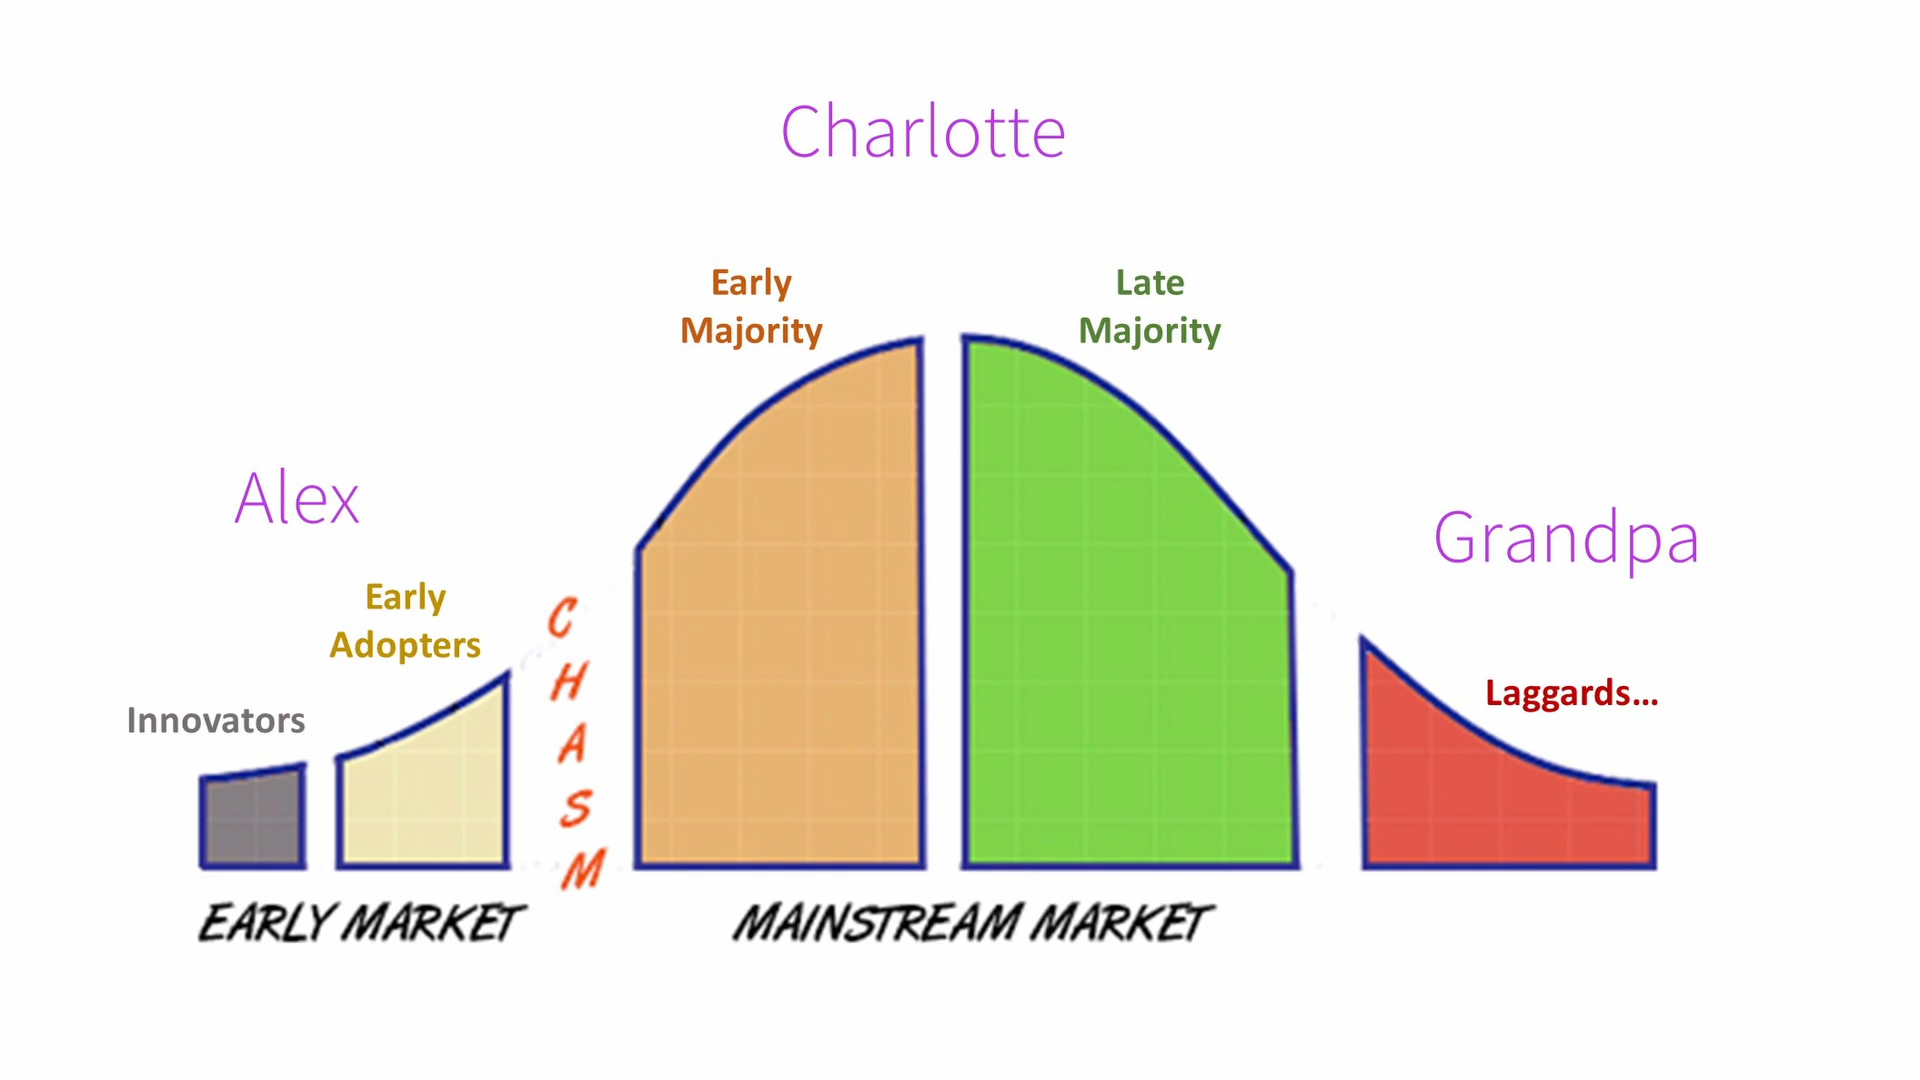 Charlotte
Early
Majority
Late
Majority
Alex
Grandpa
Early
Adopters
C
H
A
S
M
Innovators
Laggards...
EARLY MARKET
MAINSTREAM MARKET